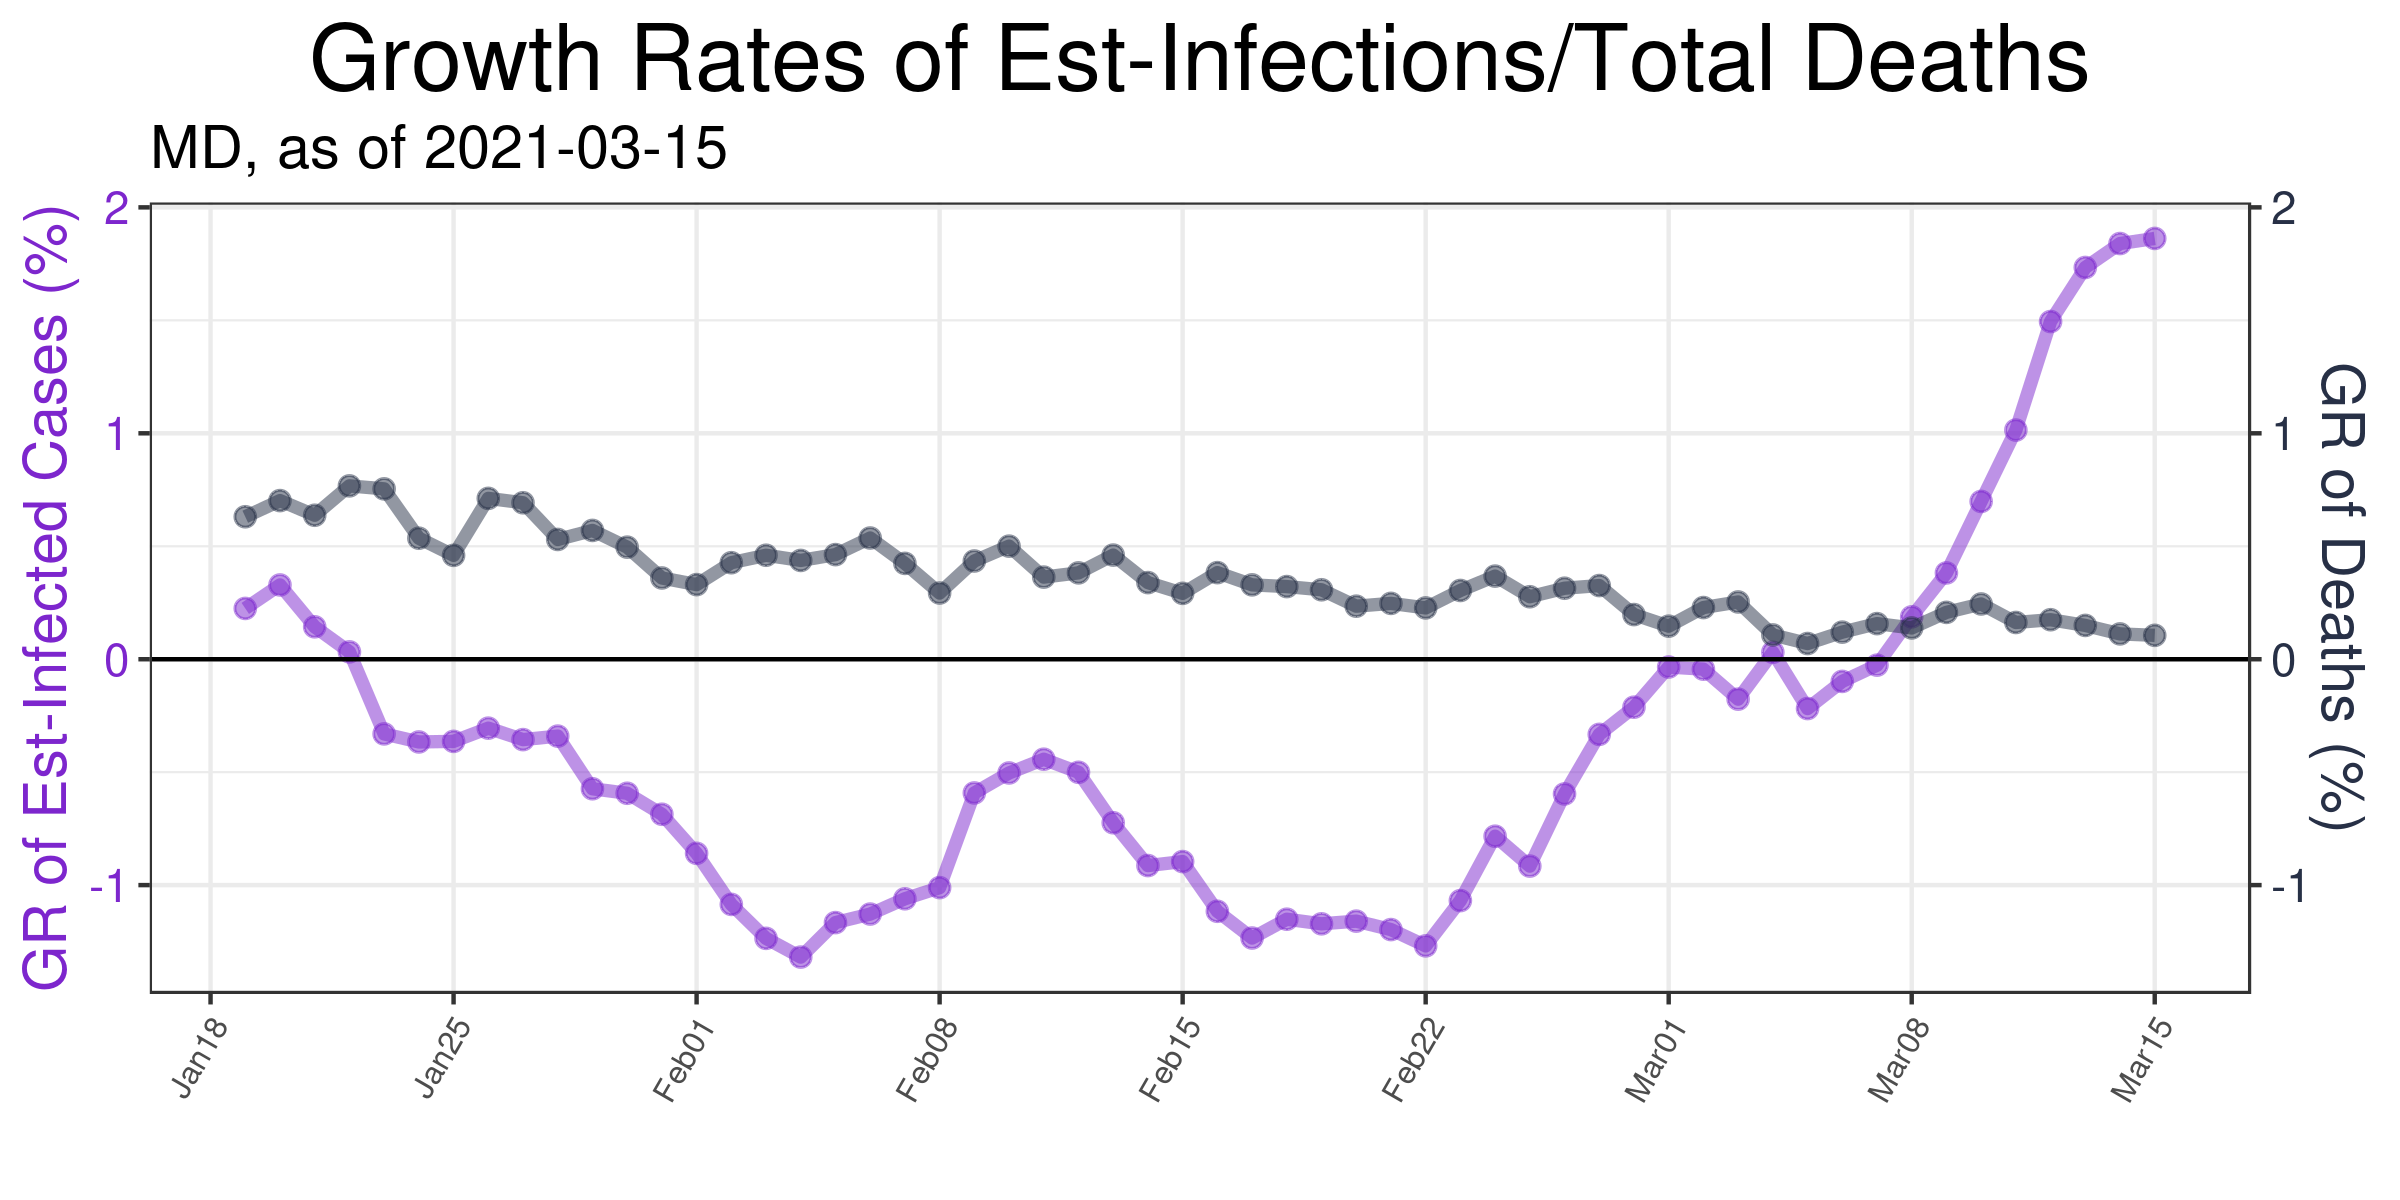 Growth Rates of Est-Infections/Total Deaths
MD, as of 2021-03-15
GR of Est-Infected Cases (%)
2
1
0
-1
2
1
0
-1
GR of Deaths (%)
Jan18
Jan25
Feb01
Feb08
Feb15
Feb22
Mar01
Mar08
Mar15